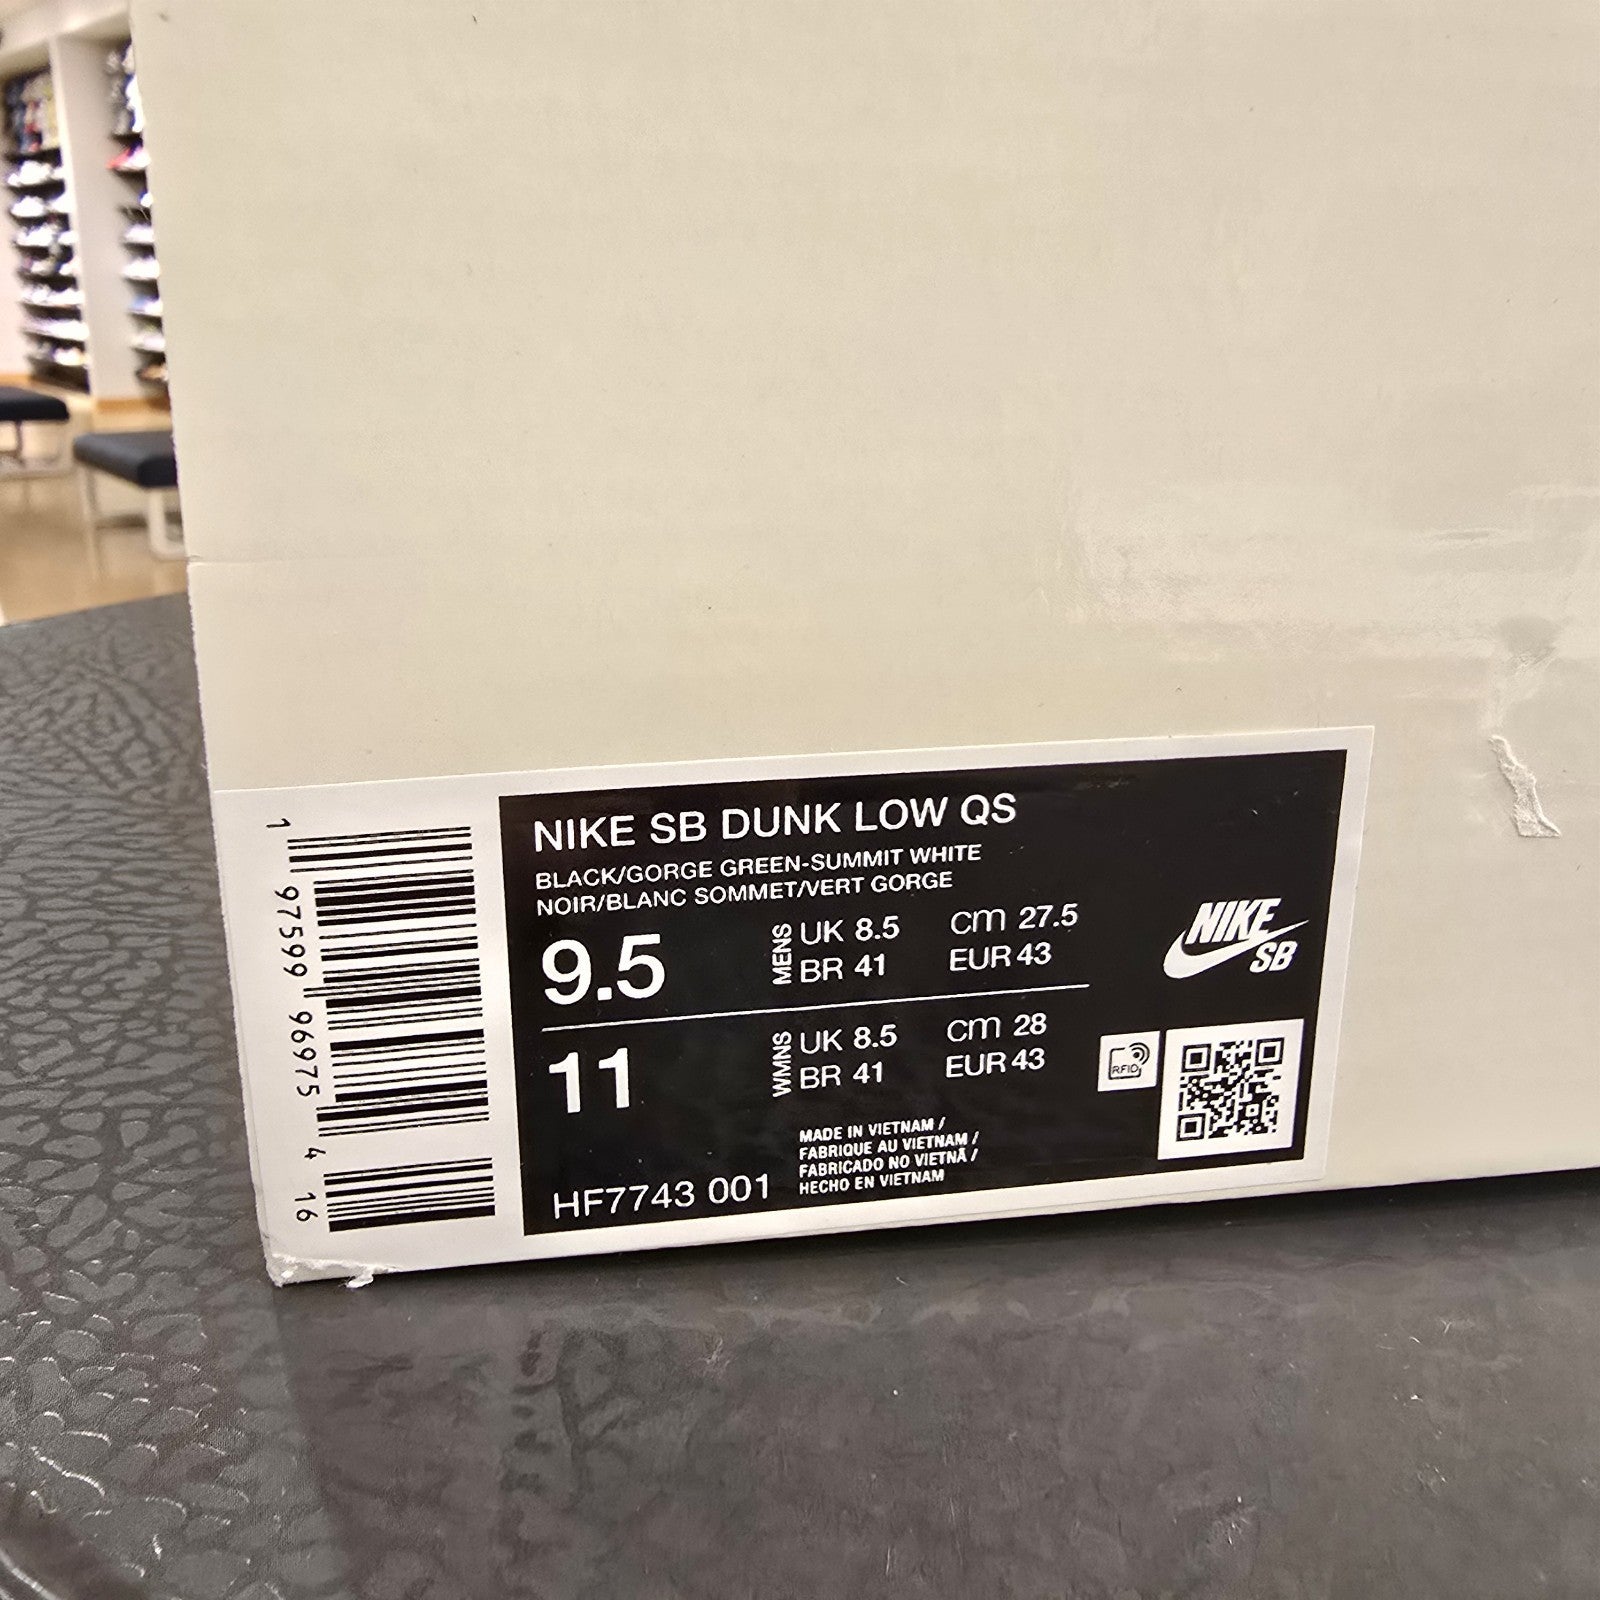 NIKE SB DUNK LOW QS
BLACK/GORGE GREEN-SUMMIT WHITE
NOIR/BLANC SOMMET/VERT GORGE
9.5 MENS UK 8.5 CM 27.5
BR 41 EUR 43
11 WMNS UK 8.5 CM 28
BR 41 EUR 43
MADE IN VIETNAM /
FABRIQUE AU VIETNAM /
FABRICADO NO VIETNÃ /
HECHO EN VIETNAM
HF7743 001
NIKE
SB
RFID
1 97599 96975 4 16